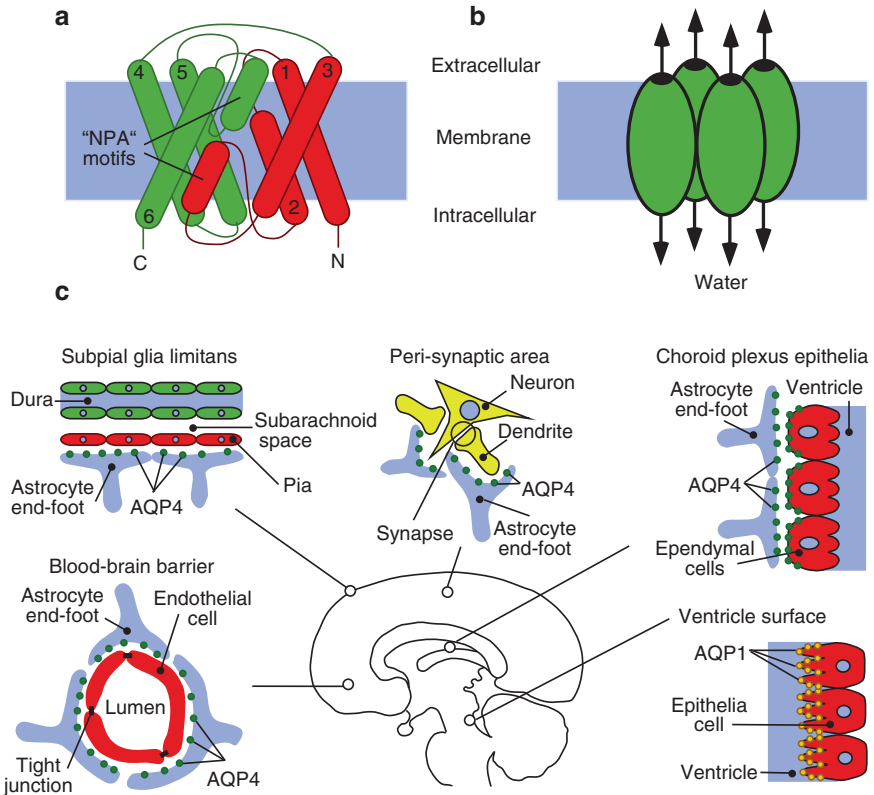 a
4
5
1
3
"NPA"
motifs
6
2
C
N
b
Extracellular
Membrane
Intracellular
Water
c
Subpial glia limitans
Dura
Subarachnoid
space
Astrocyte
end-foot
AQP4
Pia
Peri-synaptic area
Neuron
Dendrite
AQP4
Synapse
Astrocyte
end-foot
Choroid plexus epithelia
Astrocyte
end-foot
Ventricle
AQP4
Ependymal
cells
Blood-brain barrier
Astrocyte
end-foot
Endothelial
cell
Lumen
Tight
junction
AQP4
Ventricle surface
AQP1
Epithelia
cell
Ventricle